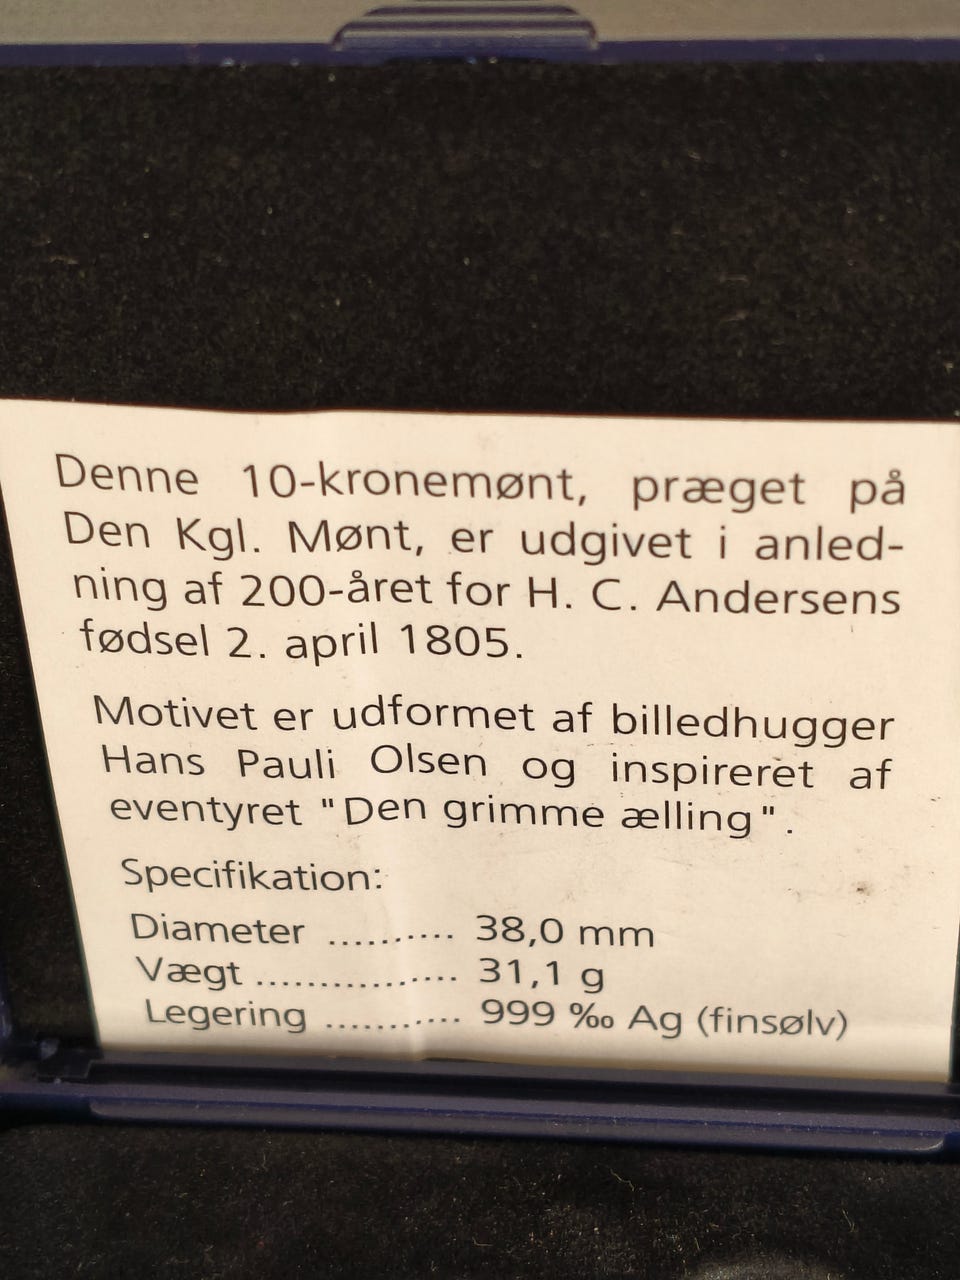 Denne 10-kronemønt, præget på
Den Kgl. Mønt, er udgivet i anled-
ning af 200-året for H. C. Andersens
fødsel 2. april 1805.
Motivet er udformet af billedhugger
Hans Pauli Olsen og inspireret af
eventyret "Den grimme ælling".
Specifikation:
Diameter .......... 38,0 mm
Vægt ................. 31,1 g
Legering ........... 999 ‰ Ag (finsølv)